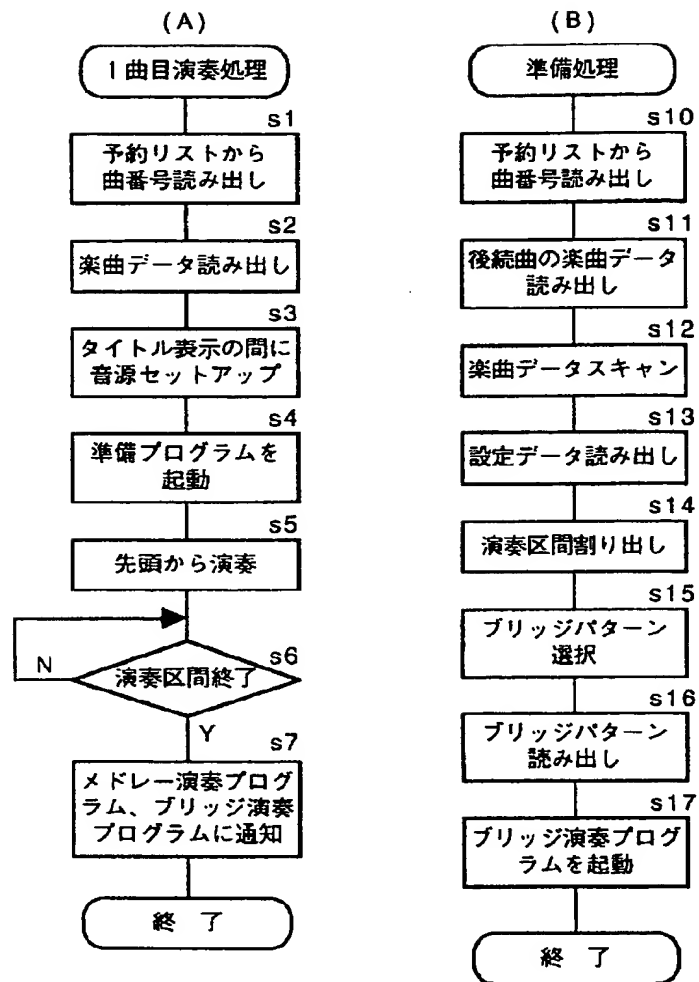 (A)
1曲目演奏処理
s1
予約リストから
曲番号読み出し
s2
楽曲データ読み出し
s3
タイトル表示の間に
音源セットアップ
s4
準備プログラムを
起動
s5
先頭から演奏
s6
演奏区間終了
N
Y
s7
メドレー演奏プログ
ラム、ブリッジ演奏
プログラムに通知
終 了
(B)
準備処理
s10
予約リストから
曲番号読み出し
s11
後続曲の楽曲データ
読み出し
s12
楽曲データスキャン
s13
設定データ読み出し
s14
演奏区間割り出し
s15
ブリッジパターン
選択
s16
ブリッジパターン
読み出し
s17
ブリッジ演奏プログ
ラムを起動
終 了